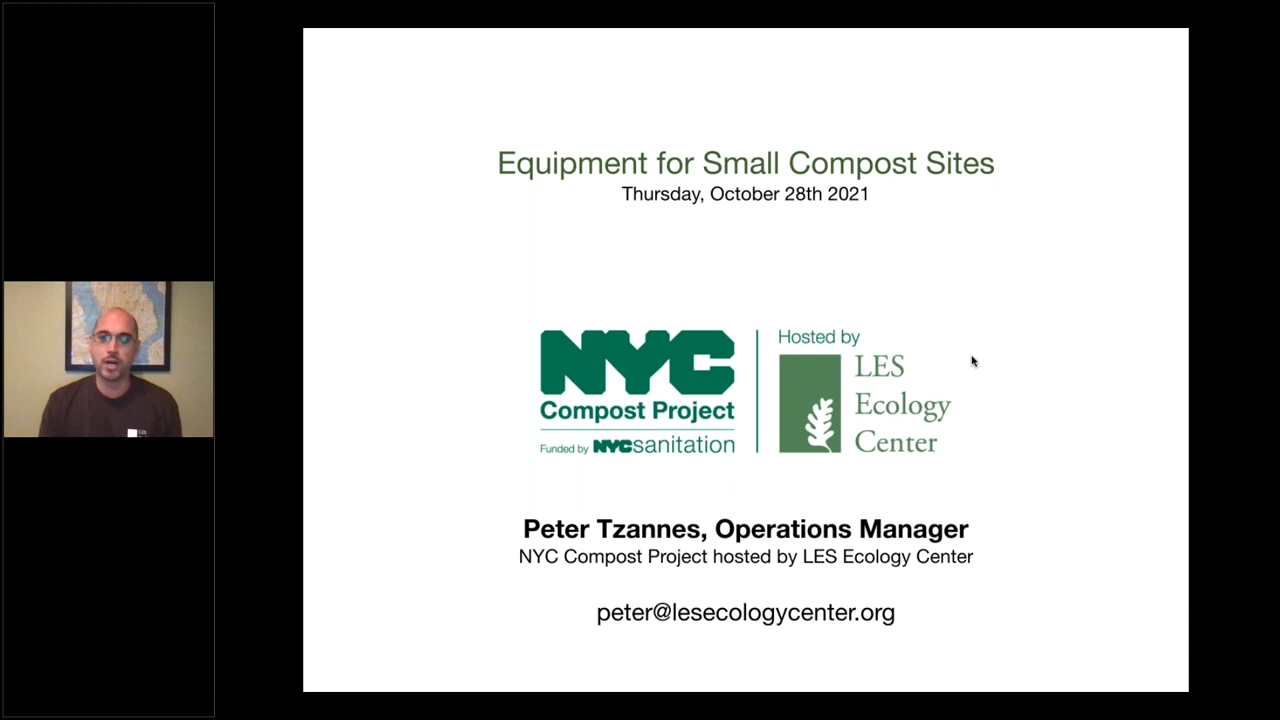 Equipment for Small Compost Sites
Thursday, October 28th 2021
NYC
Compost Project
Funded by NYCsanitation
Hosted by
LES
Ecology
Center
Peter Tzannes, Operations Manager
NYC Compost Project hosted by LES Ecology Center
peter@lesecologycenter.org